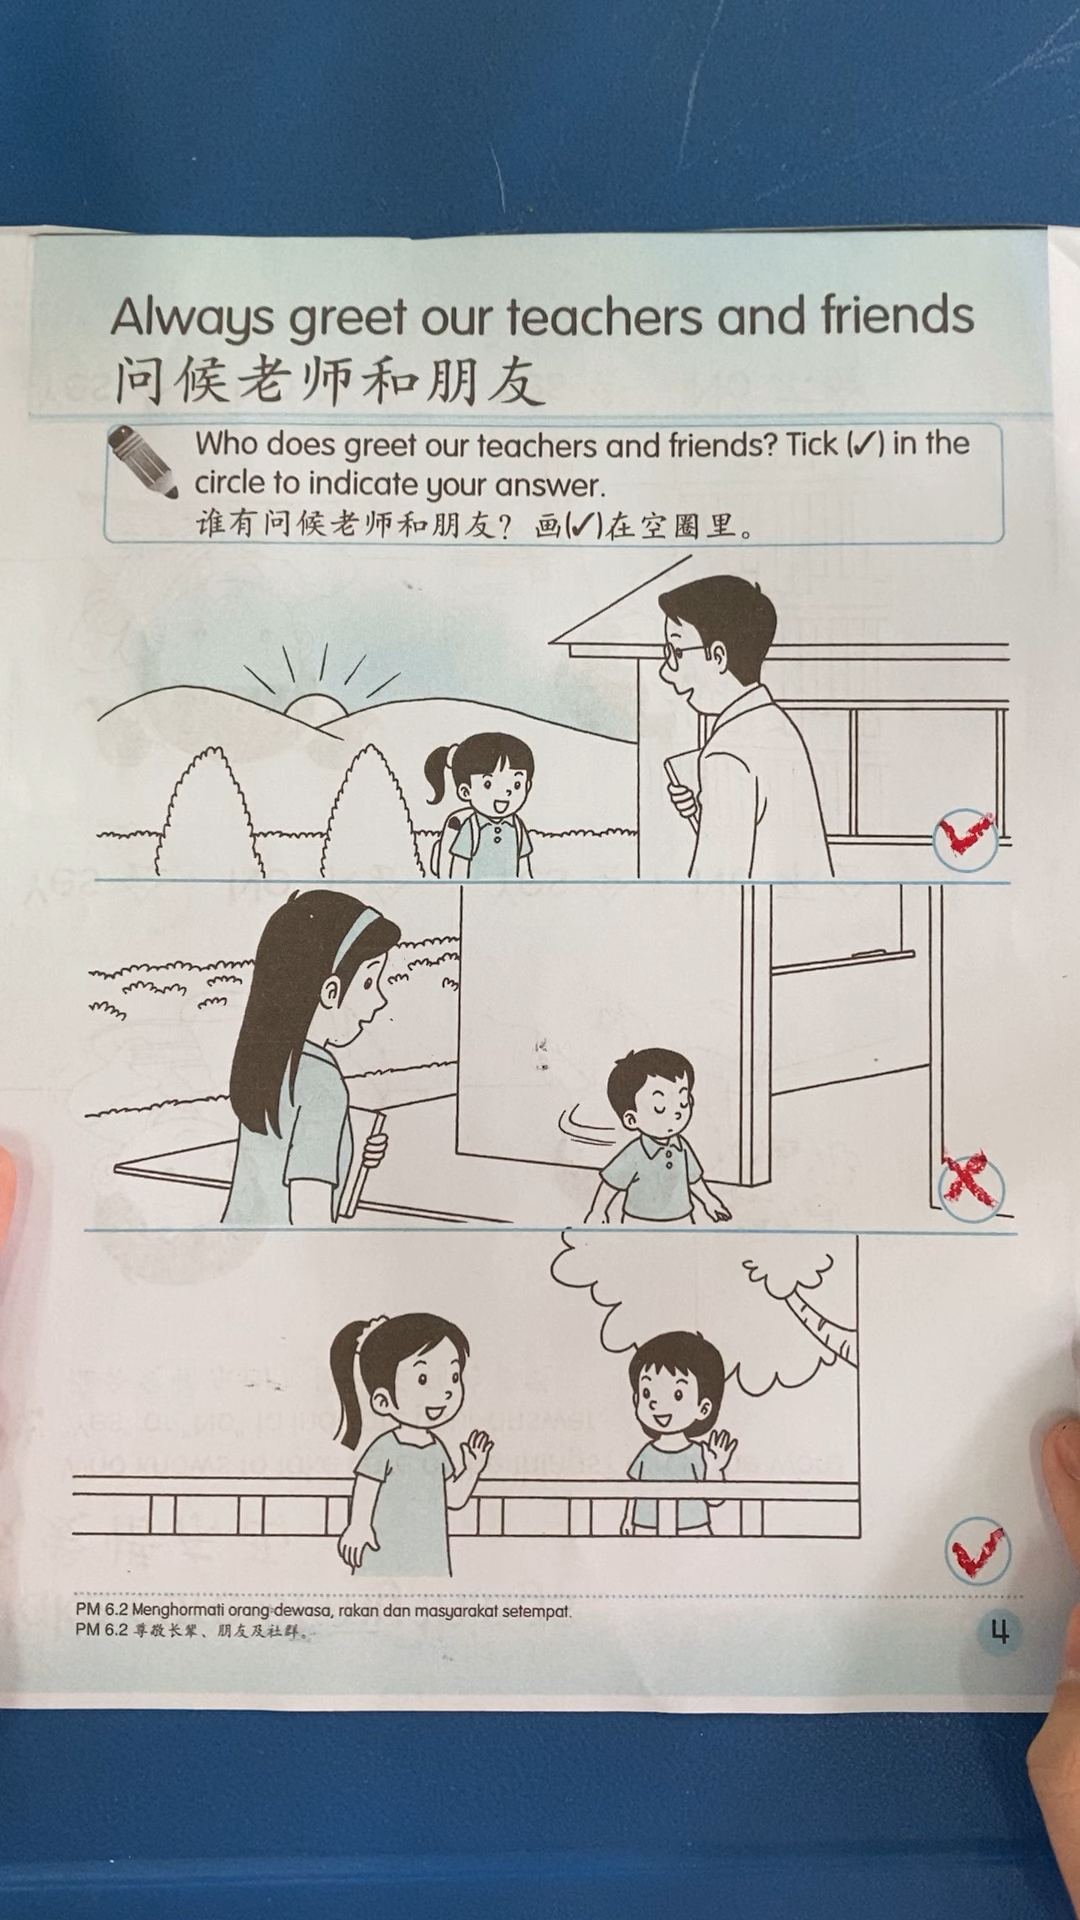 Always greet our teachers and friends
问候老师和朋友
Who does greet our teachers and friends? Tick (✓) in the
circle to indicate your answer.
谁有问候老师和朋友？ 画(✓)在空圈里。
PM 6.2 Menghormati orang dewasa, rakan dan masyarakat setempat.
PM 6.2 尊敬长辈、朋友及社群。
4